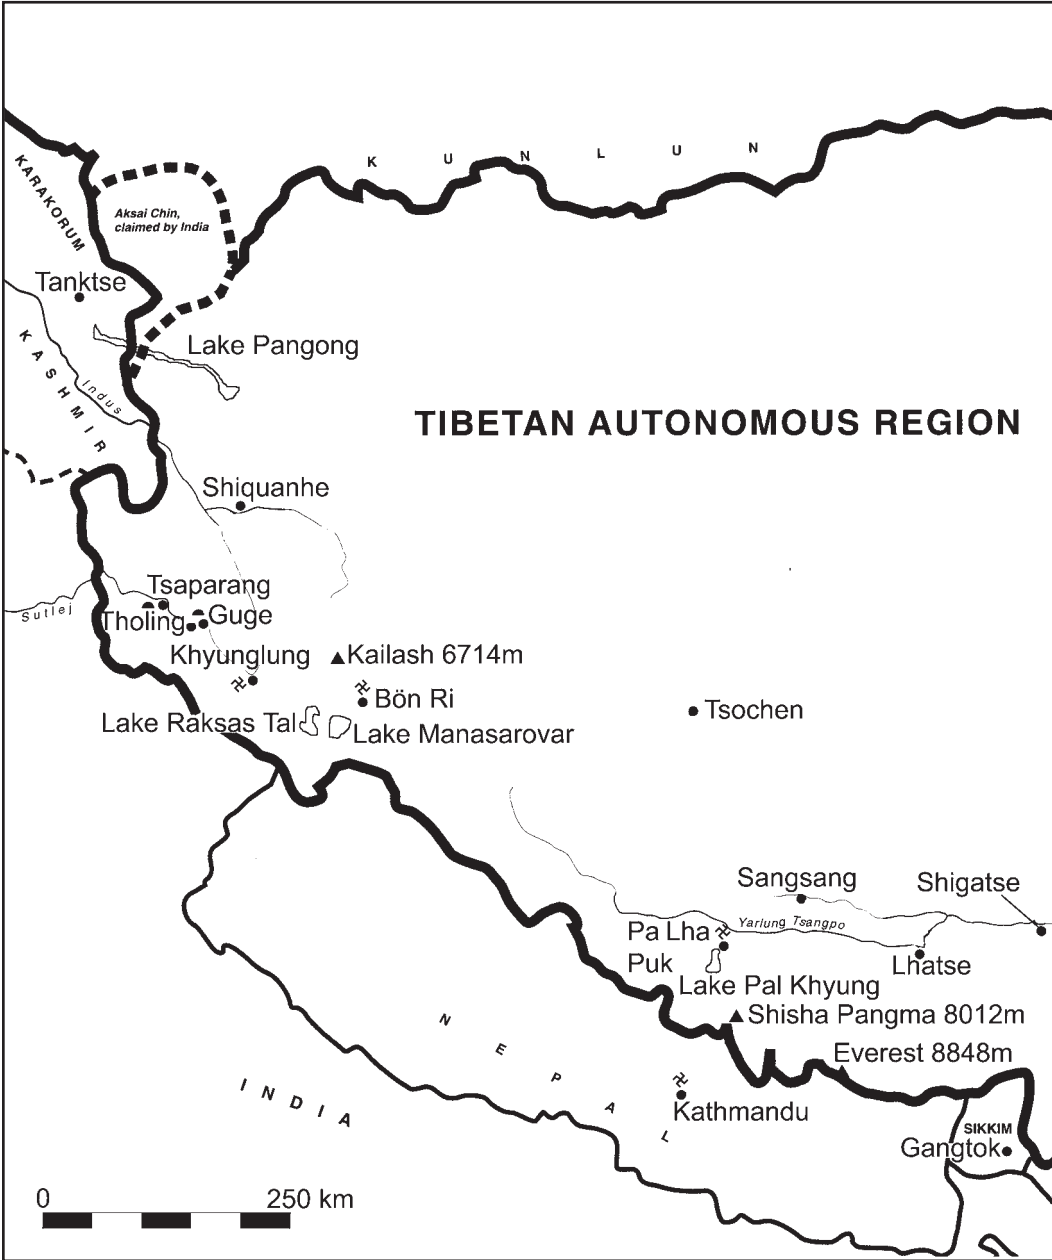 KUNLUN
KARAKORUM
Aksai Chin,
claimed by India
Tanktse
KASHMIR
Lake Pangong
Indus
TIBETAN AUTONOMOUS REGION
Shiquanhe
Tsaparang
Sutlej
Tholing
Guge
Khyunglung
Kailash 6714m
Bön Ri
Lake Raksas Tal
Lake Manasarovar
Tsochen
Sangsang
Shigatse
Yarlung Tsangpo
Pa Lha
Puk
Lhatse
Lake Pal Khyung
Shisha Pangma 8012m
Everest 8848m
NEPAL
INDIA
Kathmandu
SIKKIM
Gangtok
0 250 km